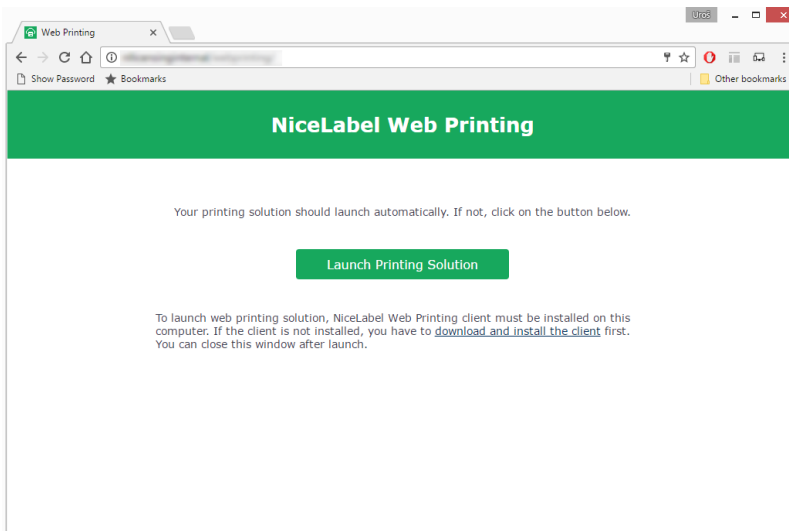 Uroš
Web Printing
Show Password Bookmarks Other bookmarks
NiceLabel Web Printing
Your printing solution should launch automatically. If not, click on the button below.
Launch Printing Solution
To launch web printing solution, NiceLabel Web Printing client must be installed on this
computer. If the client is not installed, you have to download and install the client first.
You can close this window after launch.